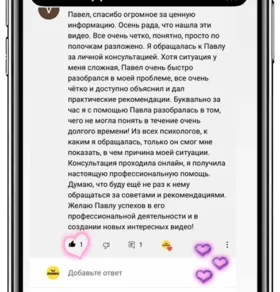 Павел, спасибо огромное за ценную
информацию. Осень рада, что нашла эти
видео. Все очень четко, понятно, просто по
полочкам разложено. Я обращалась к Павлу
за личной консультацией. Хотя ситуация у
меня сложная, Павел очень быстро
разобрался в моей проблеме, все очень
чётко и доступно объяснил и дал
практические рекомендации. Буквально за
час я с помощью Павла разобралась в том,
чего не могла понять в течение очень
долгого времени! Из всех психологов, к
каким я обращалась, только он смог мне
показать, в чем причина моей ситуации.
Консультация проходила онлайн, я получила
настоящую профессиональную помощь.
Думаю, что буду ещё не раз к нему
обращаться за советами и рекомендациями.
Желаю Павлу успехов в его
профессиональной деятельности и в
создании новых интересных видео!
1 1
Добавьте ответ